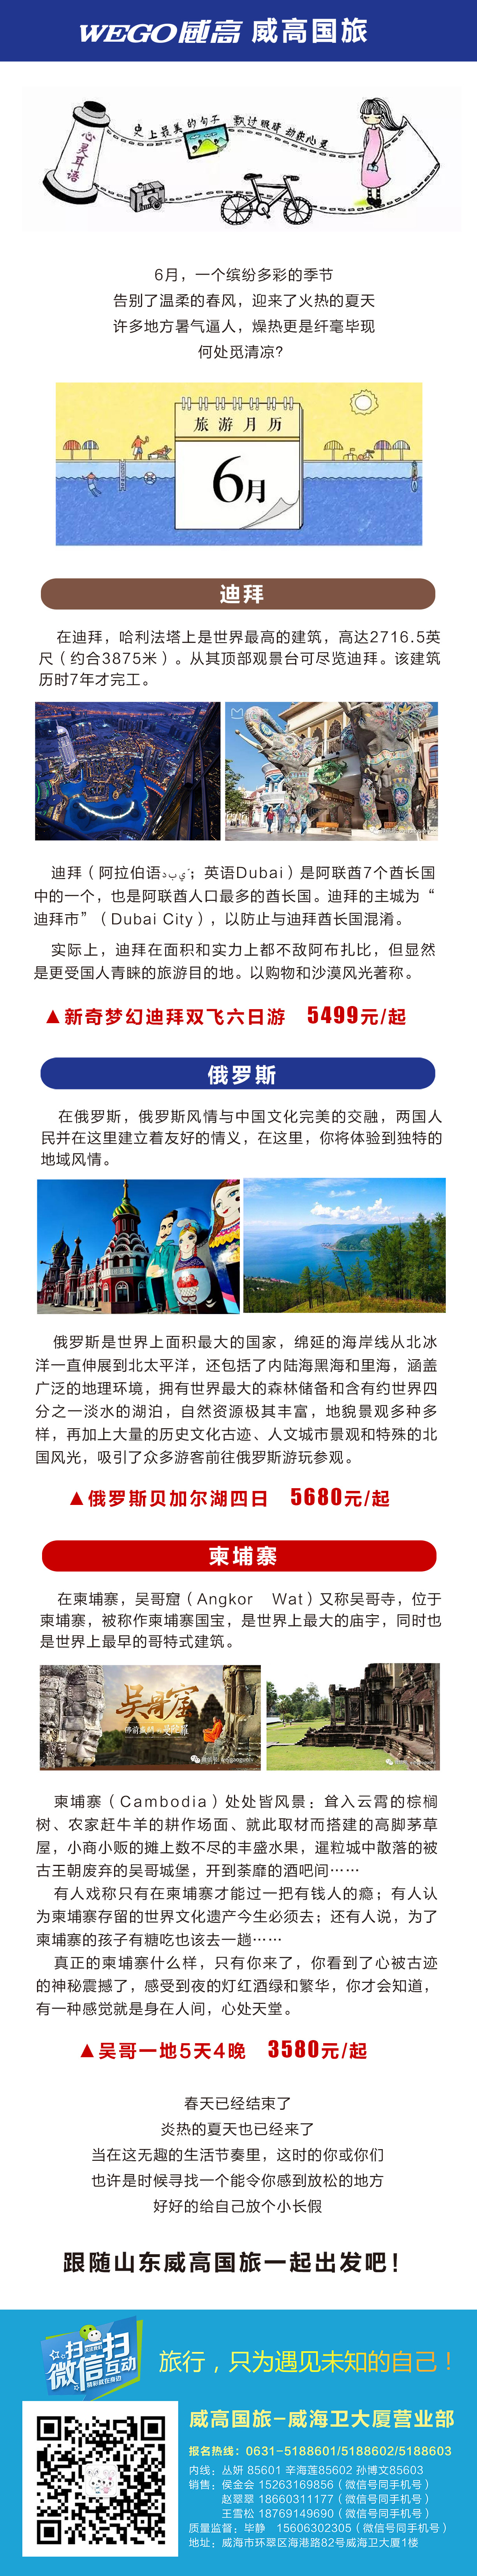 WEGO威高 威高国旅
心灵耳语
史上最美的句子 飘过眼睛 劫获心灵
6月，一个缤纷多彩的季节
告别了温柔的春风，迎来了火热的夏天
许多地方暑气逼人，燥热更是纤毫毕现
何处觅清凉?
旅游月历
6月
迪拜
在迪拜，哈利法塔上是世界最高的建筑，高达2716.5英
尺（约合3875米）。从其顶部观景台可尽览迪拜。该建筑
历时7年才完工。
迪拜（阿拉伯语دبي；英语Dubai）是阿联酋7个酋长国
中的一个，也是阿联酋人口最多的酋长国。迪拜的主城为“
迪拜市”（Dubai City），以防止与迪拜酋长国混淆。
实际上，迪拜在面积和实力上都不敌阿布扎比，但显然
是更受国人青睐的旅游目的地。以购物和沙漠风光著称。
▲新奇梦幻迪拜双飞六日游 5499元/起
俄罗斯
在俄罗斯，俄罗斯风情与中国文化完美的交融，两国人
民并在这里建立着友好的情义，在这里，你将体验到独特的
地域风情。
俄罗斯是世界上面积最大的国家，绵延的海岸线从北冰
洋一直伸展到北太平洋，还包括了内陆海黑海和里海，涵盖
广泛的地理环境，拥有世界最大的森林储备和含有约世界四
分之一淡水的湖泊，自然资源极其丰富，地貌景观多种多
样，再加上大量的历史文化古迹、人文城市景观和特殊的北
国风光，吸引了众多游客前往俄罗斯游玩参观。
▲俄罗斯贝加尔湖四日 5680元/起
柬埔寨
在柬埔寨，吴哥窟（Angkor Wat）又称吴哥寺，位于
柬埔寨，被称作柬埔寨国宝，是世界上最大的庙宇，同时也
是世界上最早的哥特式建筑。
吴哥窟
柬埔寨（Cambodia）处处皆风景：耸入云霄的棕榈
树、农家赶牛羊的耕作场面、就此取材而搭建的高脚茅草
屋，小商小贩的摊上数不尽的丰盛水果，暹粒城中散落的被
古王朝废弃的吴哥城堡，开到荼靡的酒吧间……
有人戏称只有在柬埔寨才能过一把有钱人的瘾；有人认
为柬埔寨存留的世界文化遗产今生必须去；还有人说，为了
柬埔寨的孩子有糖吃也该去一趟……
真正的柬埔寨什么样，只有你来了，你看到了心被古迹
的神秘震撼了，感受到夜的灯红酒绿和繁华，你才会知道，
有一种感觉就是身在人间，心处天堂。
▲吴哥一地5天4晚 3580元/起
春天已经结束了
炎热的夏天也已经来了
当在这无趣的生活节奏里，这时的你或你们
也许是时候寻找一个能令你感到放松的地方
好好的给自己放个小长假
跟随山东威高国旅一起出发吧！
扫一扫
微信互动
精彩就在身边
旅行，只为遇见未知的自己！
威高国旅-威海卫大厦营业部
报名热线：0631-5188601/5188602/5188603
内线：丛妍 85601 辛海莲85602 孙博文85603
销售：侯金会 15263169856（微信号同手机号）
赵翠翠 18660311177（微信号同手机号）
王雪松 18769149690（微信号同手机号）
质量监督：毕静 15606302305（微信号同手机号）
地址：威海市环翠区海港路82号威海卫大厦1楼